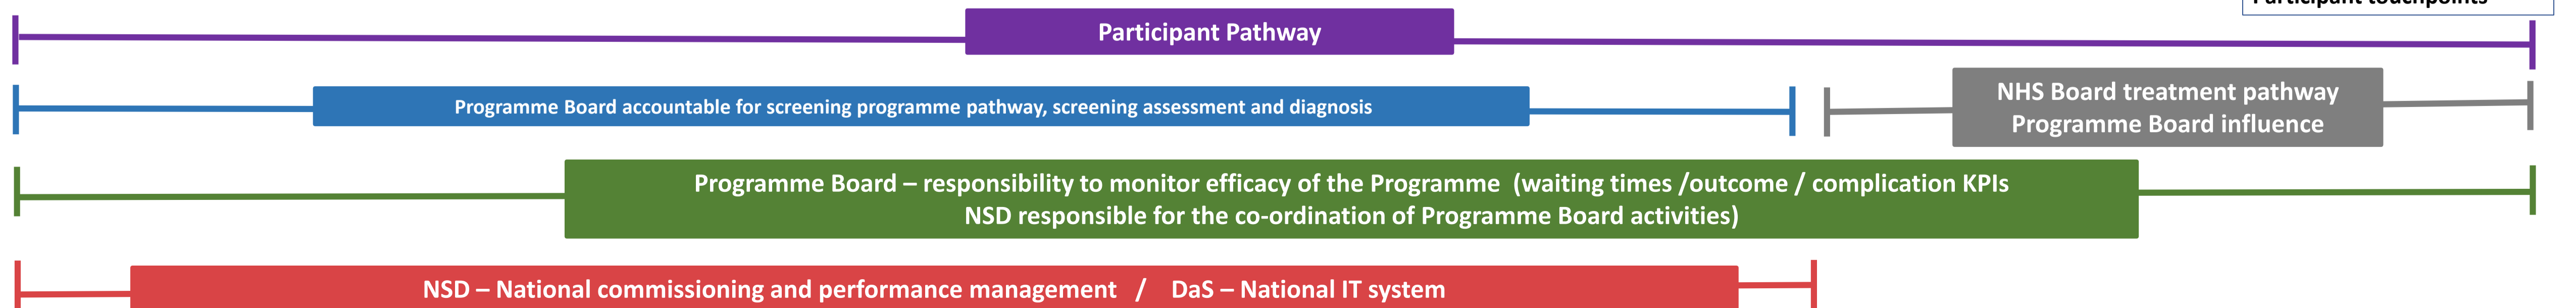 Participant touchpoints
Participant Pathway
Programme Board accountable for screening programme pathway, screening assessment and diagnosis
NHS Board treatment pathway
Programme Board influence
Programme Board – responsibility to monitor efficacy of the Programme (waiting times /outcome / complication KPIs
NSD responsible for the co-ordination of Programme Board activities)
NSD – National commissioning and performance management / DaS – National IT system